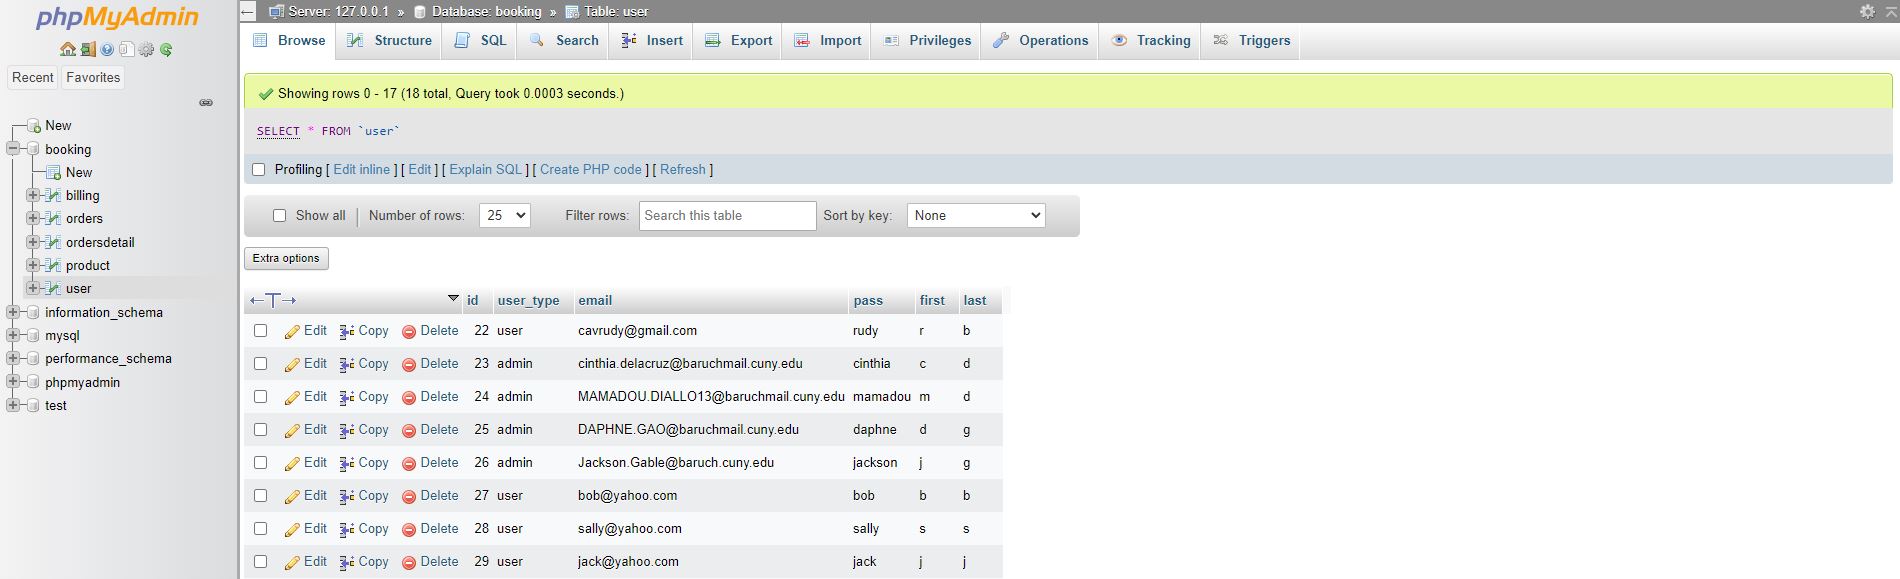 phpMyAdmin
Recent Favorites
New
booking
New
billing
orders
ordersdetail
product
user
information_schema
mysql
performance_schema
phpmyadmin
test
Server: 127.0.0.1 » Database: booking » Table: user
Browse Structure SQL Search Insert Export Import Privileges Operations Tracking Triggers
Showing rows 0 - 17 (18 total, Query took 0.0003 seconds.)
SELECT * FROM `user`
Profiling [ Edit inline ] [ Edit ] [ Explain SQL ] [ Create PHP code ] [ Refresh ]
Show all | Number of rows: 25 Filter rows: Search this table Sort by key: None
Extra options
←T→ id user_type email pass first last
Edit Copy Delete 22 user cavrudy@gmail.com rudy r b
Edit Copy Delete 23 admin cinthia.delacruz@baruchmail.cuny.edu cinthia c d
Edit Copy Delete 24 admin MAMADOU.DIALLO13@baruchmail.cuny.edu mamadou m d
Edit Copy Delete 25 admin DAPHNE.GAO@baruchmail.cuny.edu daphne d g
Edit Copy Delete 26 admin Jackson.Gable@baruch.cuny.edu jackson j g
Edit Copy Delete 27 user bob@yahoo.com bob b b
Edit Copy Delete 28 user sally@yahoo.com sally s s
Edit Copy Delete 29 user jack@yahoo.com jack j j